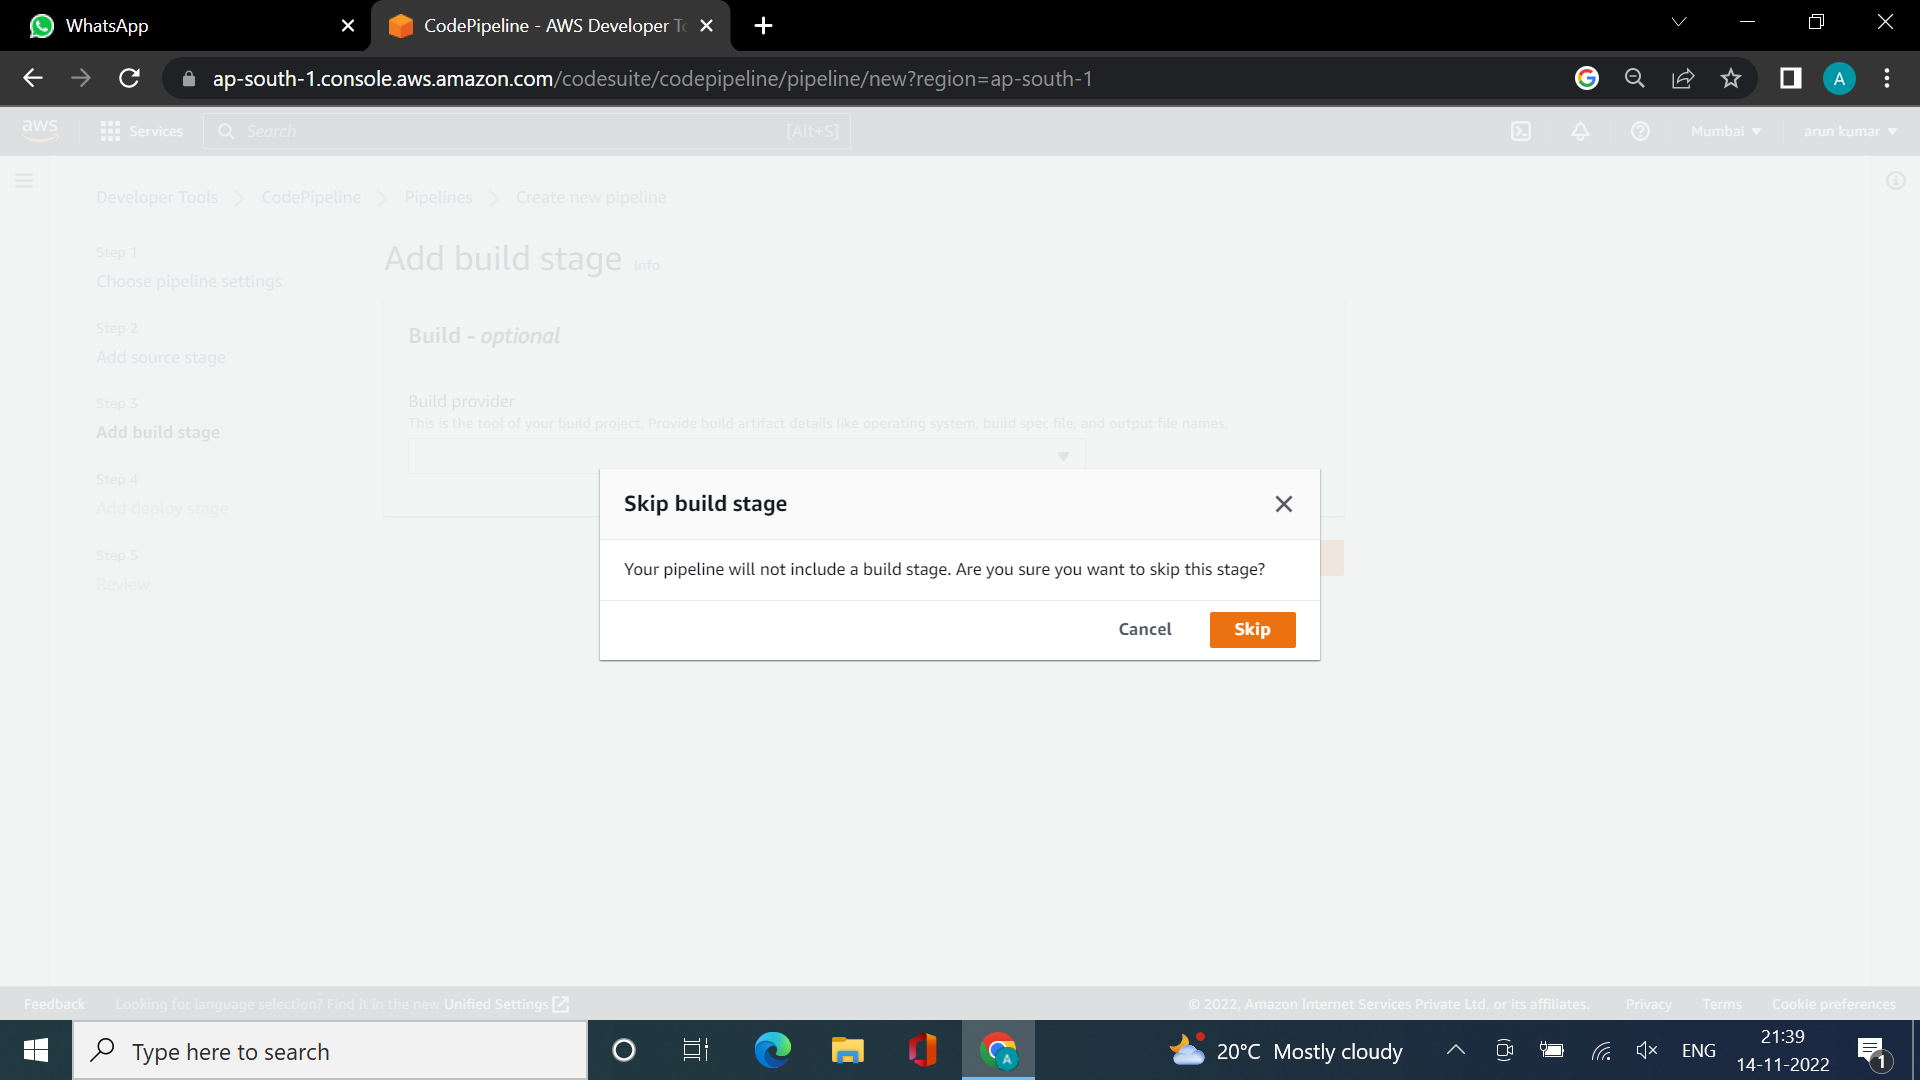 WhatsApp
CodePipeline - AWS Developer To
ap-south-1.console.aws.amazon.com/codesuite/codepipeline/pipeline/new?region=ap-south-1
A
aws
Services
Search
[Alt+S]
Mumbai
arun kumar
Developer Tools
CodePipeline
Pipelines
Create new pipeline
Step 1
Choose pipeline settings
Step 2
Add source stage
Step 3
Add build stage
Step 4
Add deploy stage
Step 5
Review
Add build stage Info
Build - optional
Build provider
This is the tool of your build project. Provide build artifact details like operating system, build spec file, and output file names.
Skip build stage
Your pipeline will not include a build stage. Are you sure you want to skip this stage?
Cancel
Skip
Feedback
Looking for language selection? Find it in the new Unified Settings
© 2022, Amazon Internet Services Private Ltd. or its affiliates.
Privacy
Terms
Cookie preferences
Type here to search
A
20°C Mostly cloudy
ENG
21:39
14-11-2022
1